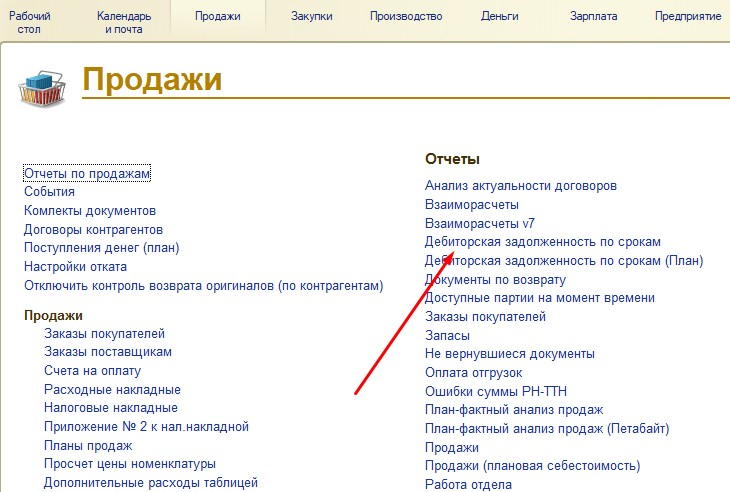 Рабочий стол
Календарь и почта
Продажи
Закупки
Производство
Деньги
Зарплата
Предприятие
Продажи
Отчеты по продажам
События
Комлекты документов
Договоры контрагентов
Поступления денег (план)
Настройки отката
Отключить контроль возврата оригиналов (по контрагентам)
Продажи
Заказы покупателей
Заказы поставщикам
Счета на оплату
Расходные накладные
Налоговые накладные
Приложение № 2 к нал.накладной
Планы продаж
Просчет цены номенклатуры
Дополнительные расходы таблицей
Отчеты
Анализ актуальности договоров
Взаиморасчеты
Взаиморасчеты v7
Дебиторская задолженность по срокам
Дебиторская задолженность по срокам (План)
Документы по возврату
Доступные партии на момент времени
Заказы покупателей
Запасы
Не вернувшиеся документы
Оплата отгрузок
Ошибки суммы РН-ТТН
План-фактный анализ продаж
План-фактный анализ продаж (Петабайт)
Продажи
Продажи (плановая себестоимость)
Работа отдела